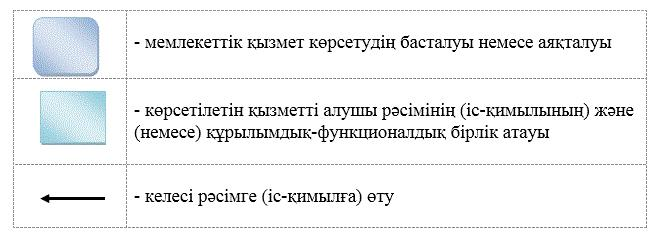 - мемлекеттік қызмет көрсетудің басталуы немесе аяқталуы
- көрсетілетін қызметті алушы рәсімінің (іс-қимылының) және
(немесе) құрылымдық-функционалдық бірлік атауы
- келесі рәсімге (іс-қимылға) өту